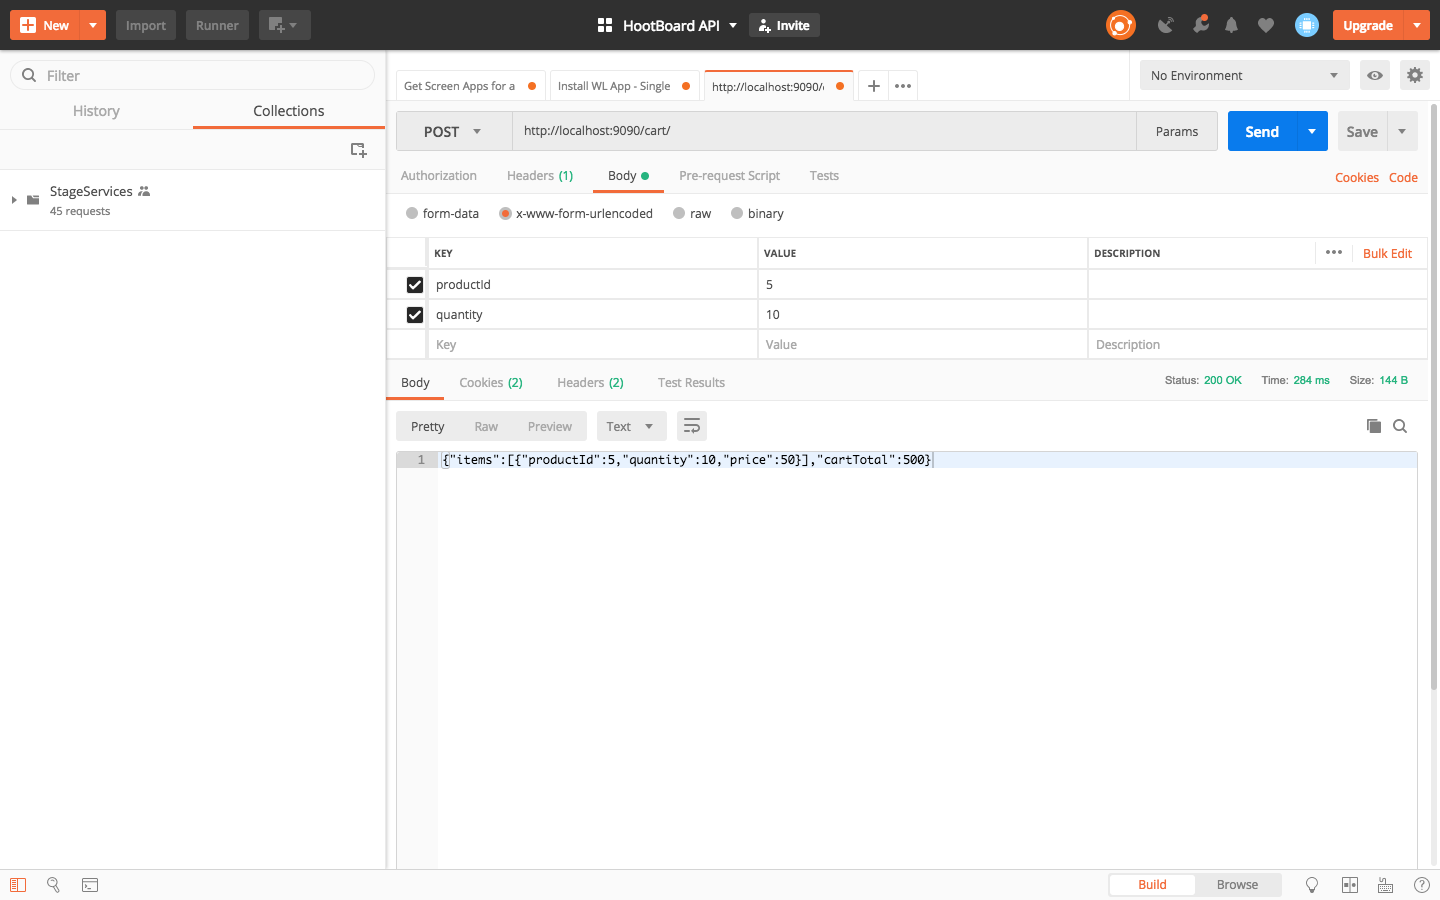 New Import Runner HootBoard API Invite Upgrade
Filter
History Collections
StageServices
45 requests
Get Screen Apps for a Install WL App - Single http://localhost:9090/ No Environment
POST http://localhost:9090/cart/ Params Send Save
Authorization Headers (1) Body Pre-request Script Tests Cookies Code
form-data x-www-form-urlencoded raw binary
KEY VALUE DESCRIPTION Bulk Edit
productId 5
quantity 10
Key Value Description
Body Cookies (2) Headers (2) Test Results Status: 200 OK Time: 284 ms Size: 144 B
Pretty Raw Preview Text
1 {"items":[{"productId":5,"quantity":10,"price":50}],"cartTotal":500}
Build Browse